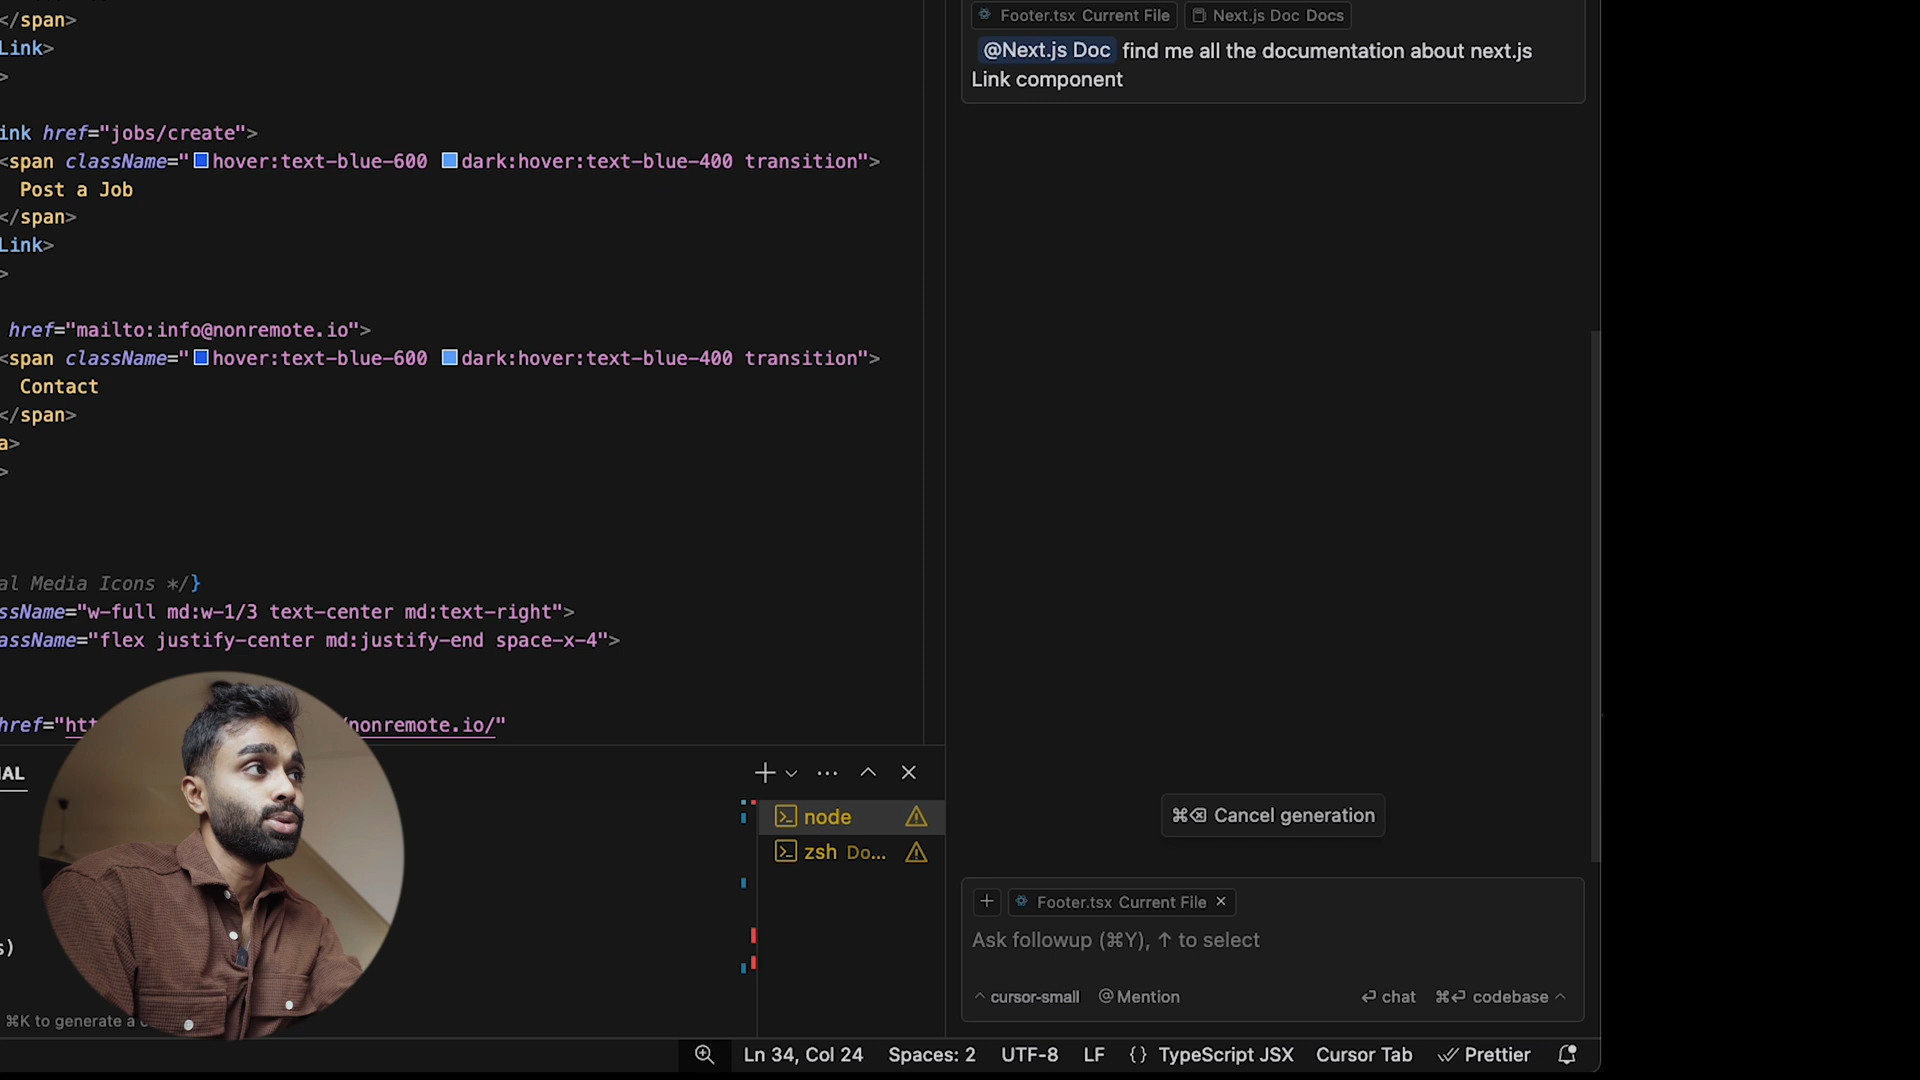 </span>
Link>
>
ink href="jobs/create">
<span className="hover:text-blue-600 dark:hover:text-blue-400 transition">
Post a Job
</span>
Link>
>
href="mailto:info@nonremote.io">
<span className="hover:text-blue-600 dark:hover:text-blue-400 transition">
Contact
</span>
a>
>
al Media Icons */}
ssName="w-full md:w-1/3 text-center md:text-right">
assName="flex justify-center md:justify-end space-x-4">
href="htt
/nonremote.io/"
NAL
node
zsh Do...
s)
⌘K to generate a
Footer.tsx Current File
Next.js Doc Docs
@Next.js Doc find me all the documentation about next.js
Link component
⌘⌫ Cancel generation
+ Footer.tsx Current File ×
Ask followup (⌘Y), ↑ to select
^ cursor-small @ Mention
↵ chat ⌘↵ codebase ^
Ln 34, Col 24 Spaces: 2 UTF-8 LF {} TypeScript JSX Cursor Tab Prettier